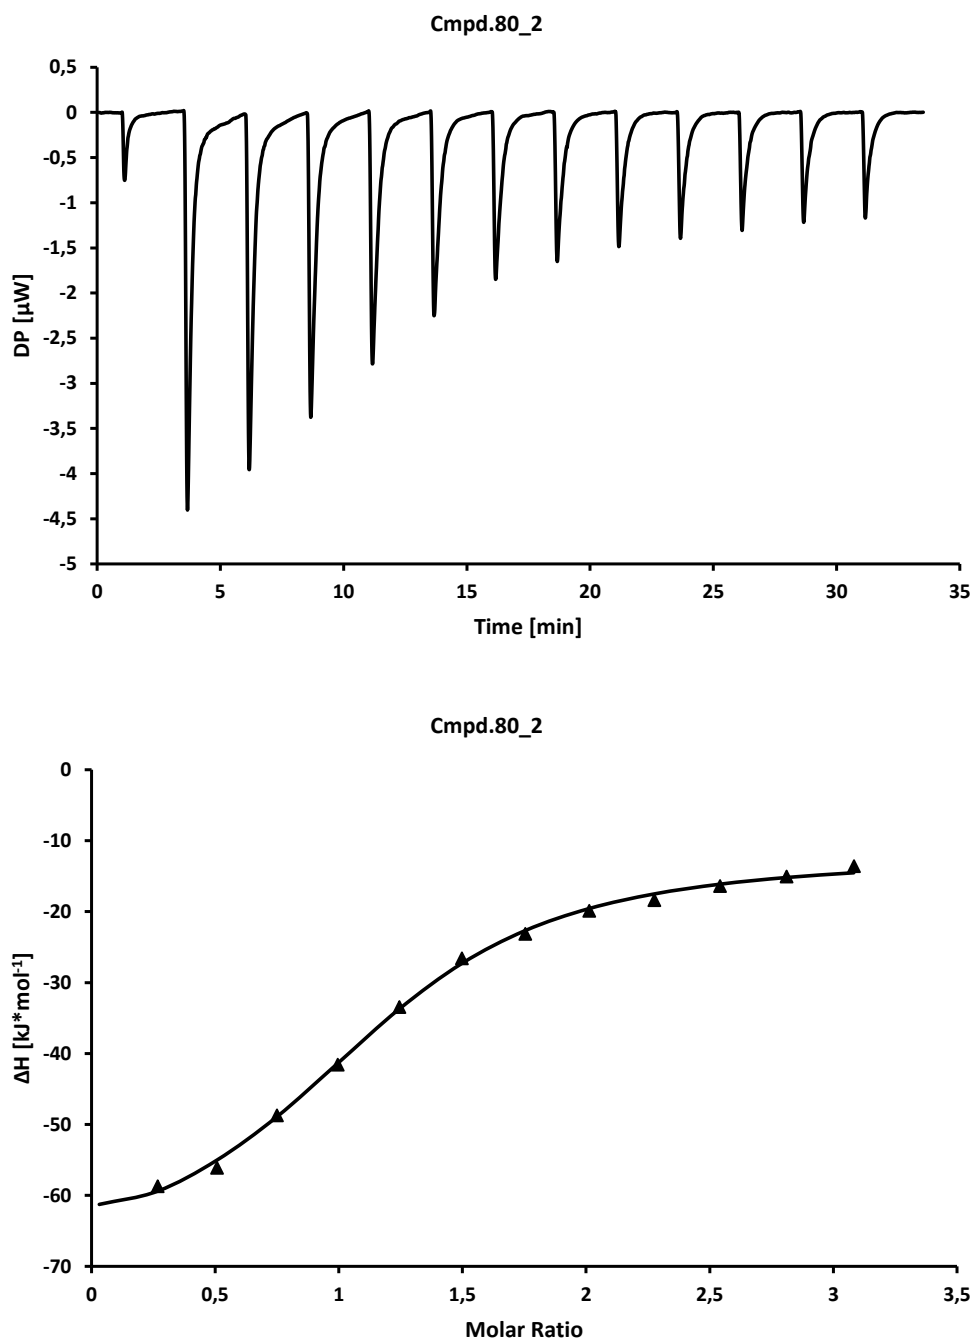 Cmpd.80_2
0,5
0
-0,5
-1
-1,5
-2
-2,5
-3
-3,5
-4
-4,5
-5
DP [µW]
0 5 10 15 20 25 30 35
Time [min]
Cmpd.80_2
0
-10
-20
-30
-40
-50
-60
-70
ΔH [kJ*mol-1]
0 0,5 1 1,5 2 2,5 3 3,5
Molar Ratio